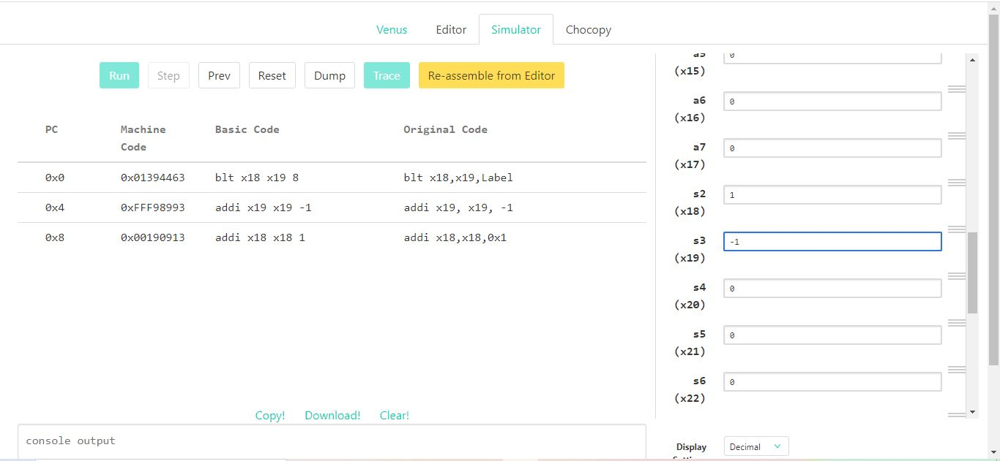 Venus Editor Simulator Chocopy
Run Step Prev Reset Dump Trace Re-assemble from Editor
PC Machine Code Basic Code Original Code
0x0 0x01394463 blt x18 x19 8 blt x18,x19,Label
0x4 0xFFF98993 addi x19 x19 -1 addi x19, x19, -1
0x8 0x00190913 addi x18 x18 1 addi x18,x18,0x1
Copy! Download! Clear!
console output
a5 0
(x15)
a6 0
(x16)
a7 0
(x17)
s2 1
(x18)
s3 -1
(x19)
s4 0
(x20)
s5 0
(x21)
s6 0
(x22)
Display Decimal